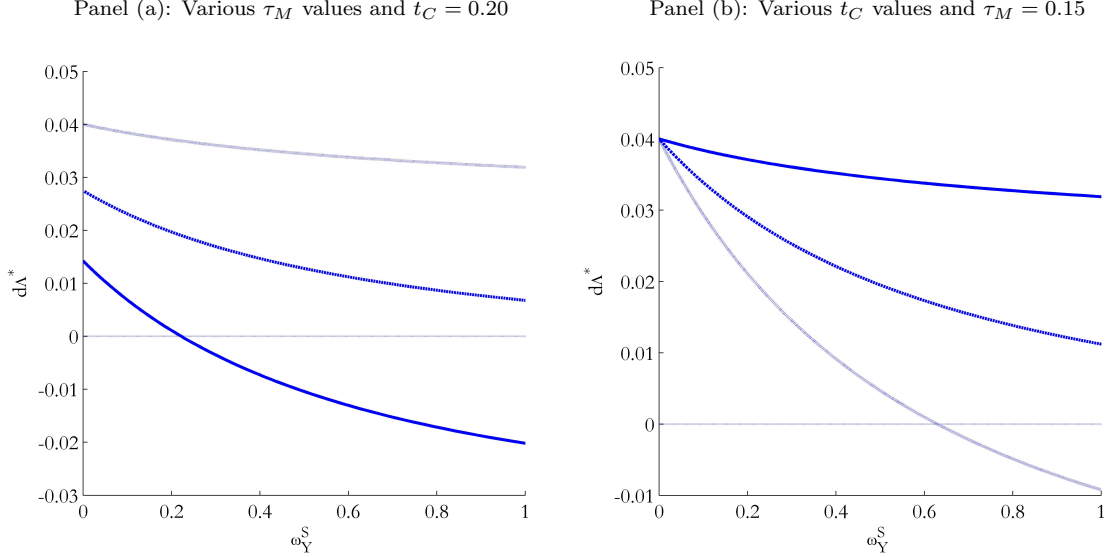 Panel (a): Various τ_M values and t_C = 0.20
0.05
0.04
0.03
0.02
0.01
0
-0.01
-0.02
-0.03
dΛ*
0 0.2 0.4 0.6 0.8 1
ω_Y^S
Panel (b): Various t_C values and τ_M = 0.15
0.05
0.04
0.03
0.02
0.01
0
-0.01
dΛ*
0 0.2 0.4 0.6 0.8 1
ω_Y^S